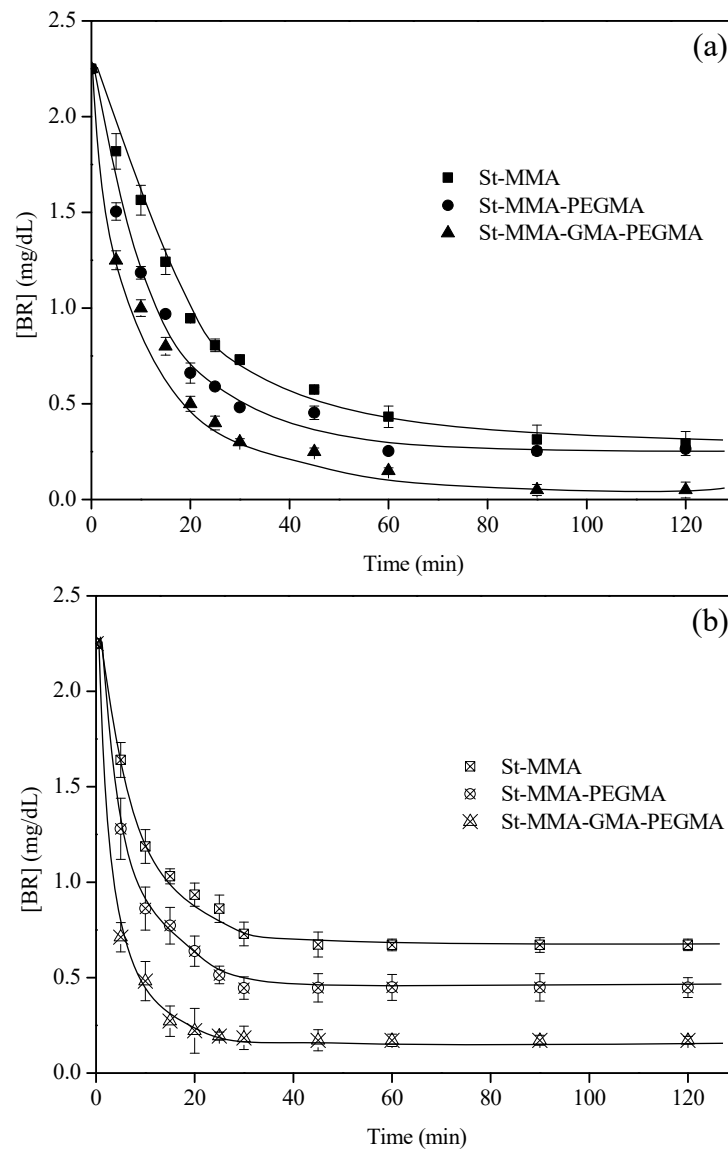 (a)
2.5
2.0
1.5
1.0
0.5
0.0
[BR] (mg/dL)
St-MMA
St-MMA-PEGMA
St-MMA-GMA-PEGMA
0 20 40 60 80 100 120
Time (min)
(b)
2.5
2.0
1.5
1.0
0.5
0.0
[BR] (mg/dL)
St-MMA
St-MMA-PEGMA
St-MMA-GMA-PEGMA
0 20 40 60 80 100 120
Time (min)